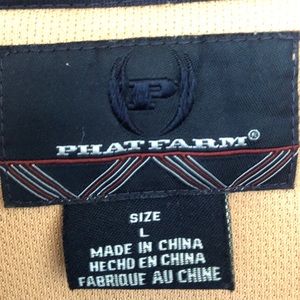 P
PHAT FARM®
SIZE
L
MADE IN CHINA
HECHO EN CHINA
FABRIQUE AU CHINE